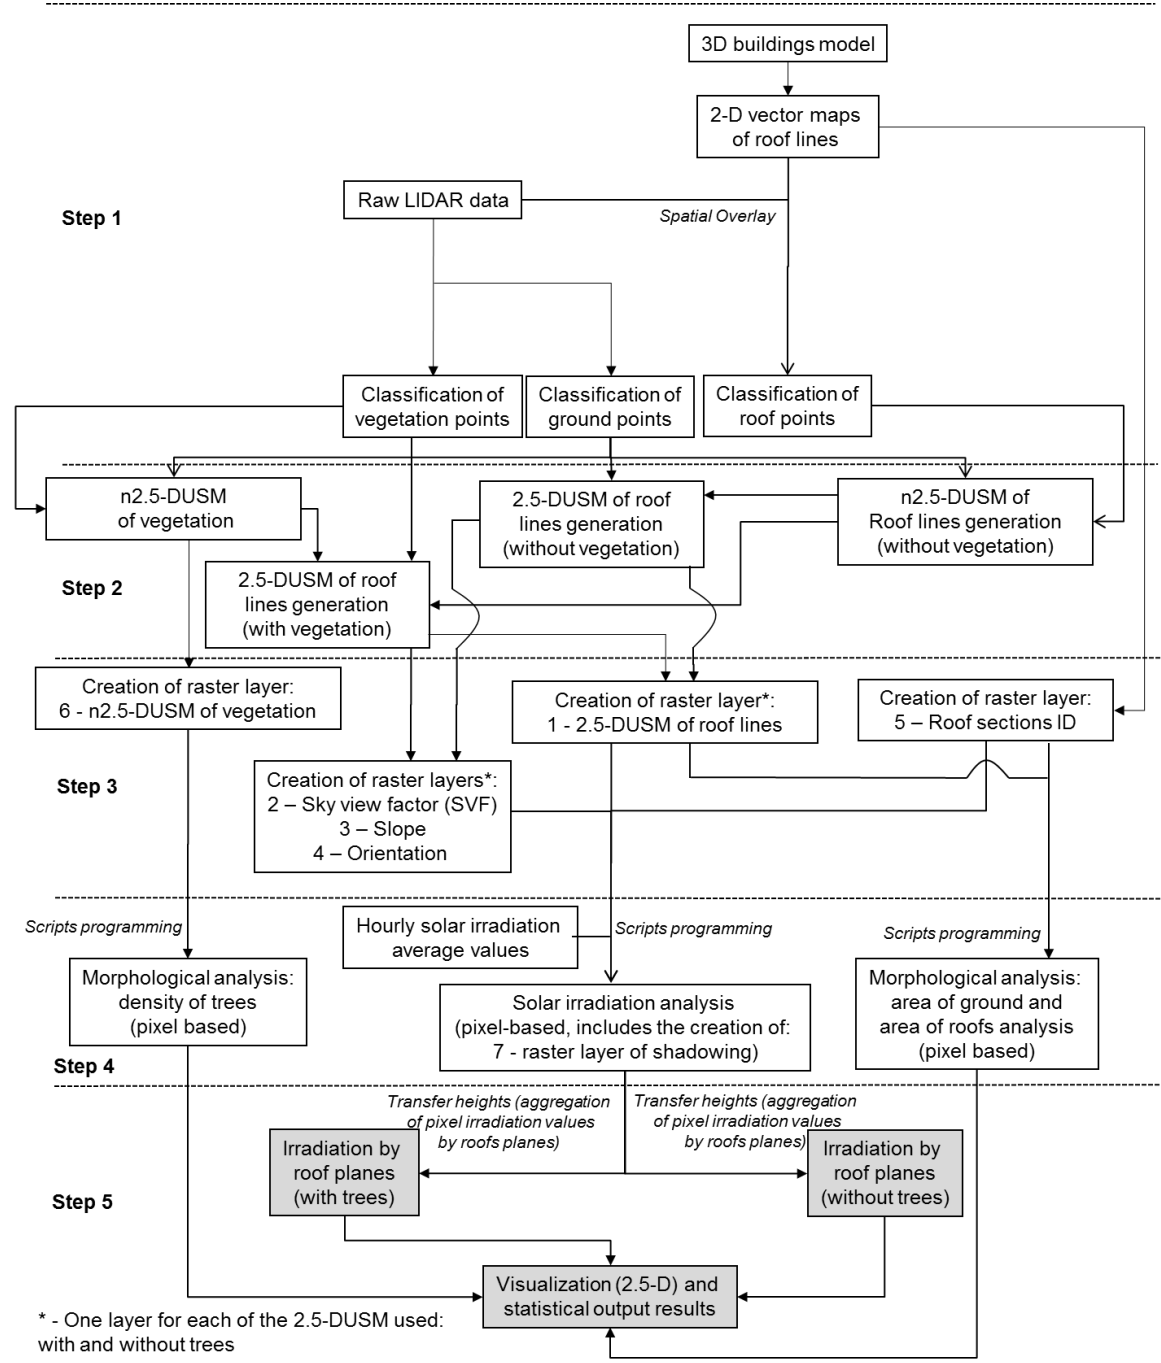 3D buildings model
2-D vector maps
of roof lines
Raw LIDAR data
Spatial Overlay
Step 1
Classification of
vegetation points
Classification of
ground points
Classification of
roof points
n2.5-DUSM
of vegetation
2.5-DUSM of roof
lines generation
(without vegetation)
n2.5-DUSM of
Roof lines generation
(without vegetation)
Step 2
2.5-DUSM of roof
lines generation
(with vegetation)
Creation of raster layer:
6 - n2.5-DUSM of vegetation
Creation of raster layer*:
1 - 2.5-DUSM of roof lines
Creation of raster layer:
5 – Roof sections ID
Step 3
Creation of raster layers*:
2 – Sky view factor (SVF)
3 – Slope
4 – Orientation
Scripts programming
Hourly solar irradiation
average values
Scripts programming
Scripts programming
Morphological analysis:
density of trees
(pixel based)
Solar irradiation analysis
(pixel-based, includes the creation of:
7 - raster layer of shadowing)
Morphological analysis:
area of ground and
area of roofs analysis
(pixel based)
Step 4
Transfer heights (aggregation
of pixel irradiation values
by roofs planes)
Transfer heights (aggregation
of pixel irradiation values
by roofs planes)
Irradiation by
roof planes
(with trees)
Irradiation by
roof planes
(without trees)
Step 5
Visualization (2.5-D) and
statistical output results
* - One layer for each of the 2.5-DUSM used:
with and without trees